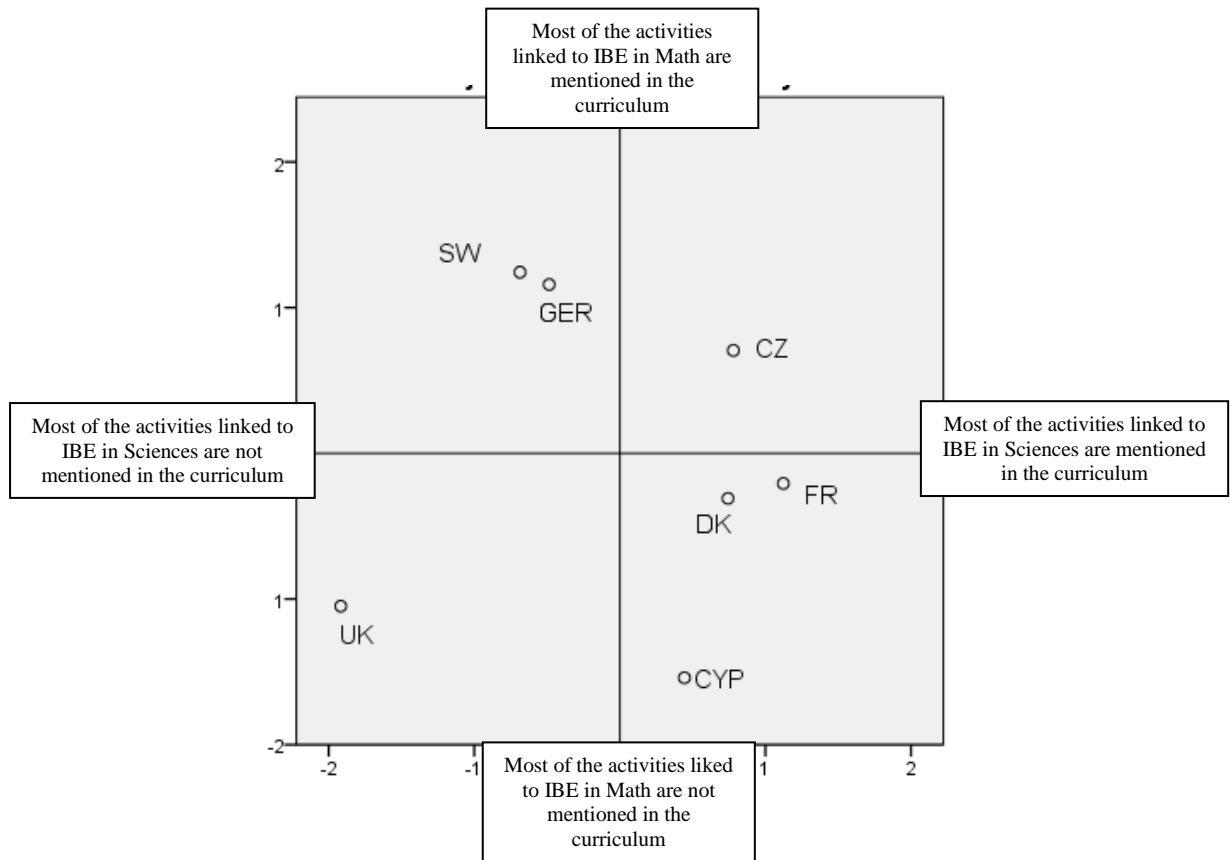 Most of the activities
linked to IBE in Math are
mentioned in the
curriculum
2
SW
1
GER
CZ
Most of the activities linked to
IBE in Sciences are not
mentioned in the curriculum
Most of the activities linked to
IBE in Sciences are mentioned
in the curriculum
FR
DK
1
UK
CYP
-2
-2
-1
1
2
Most of the activities liked
to IBE in Math are not
mentioned in the
curriculum